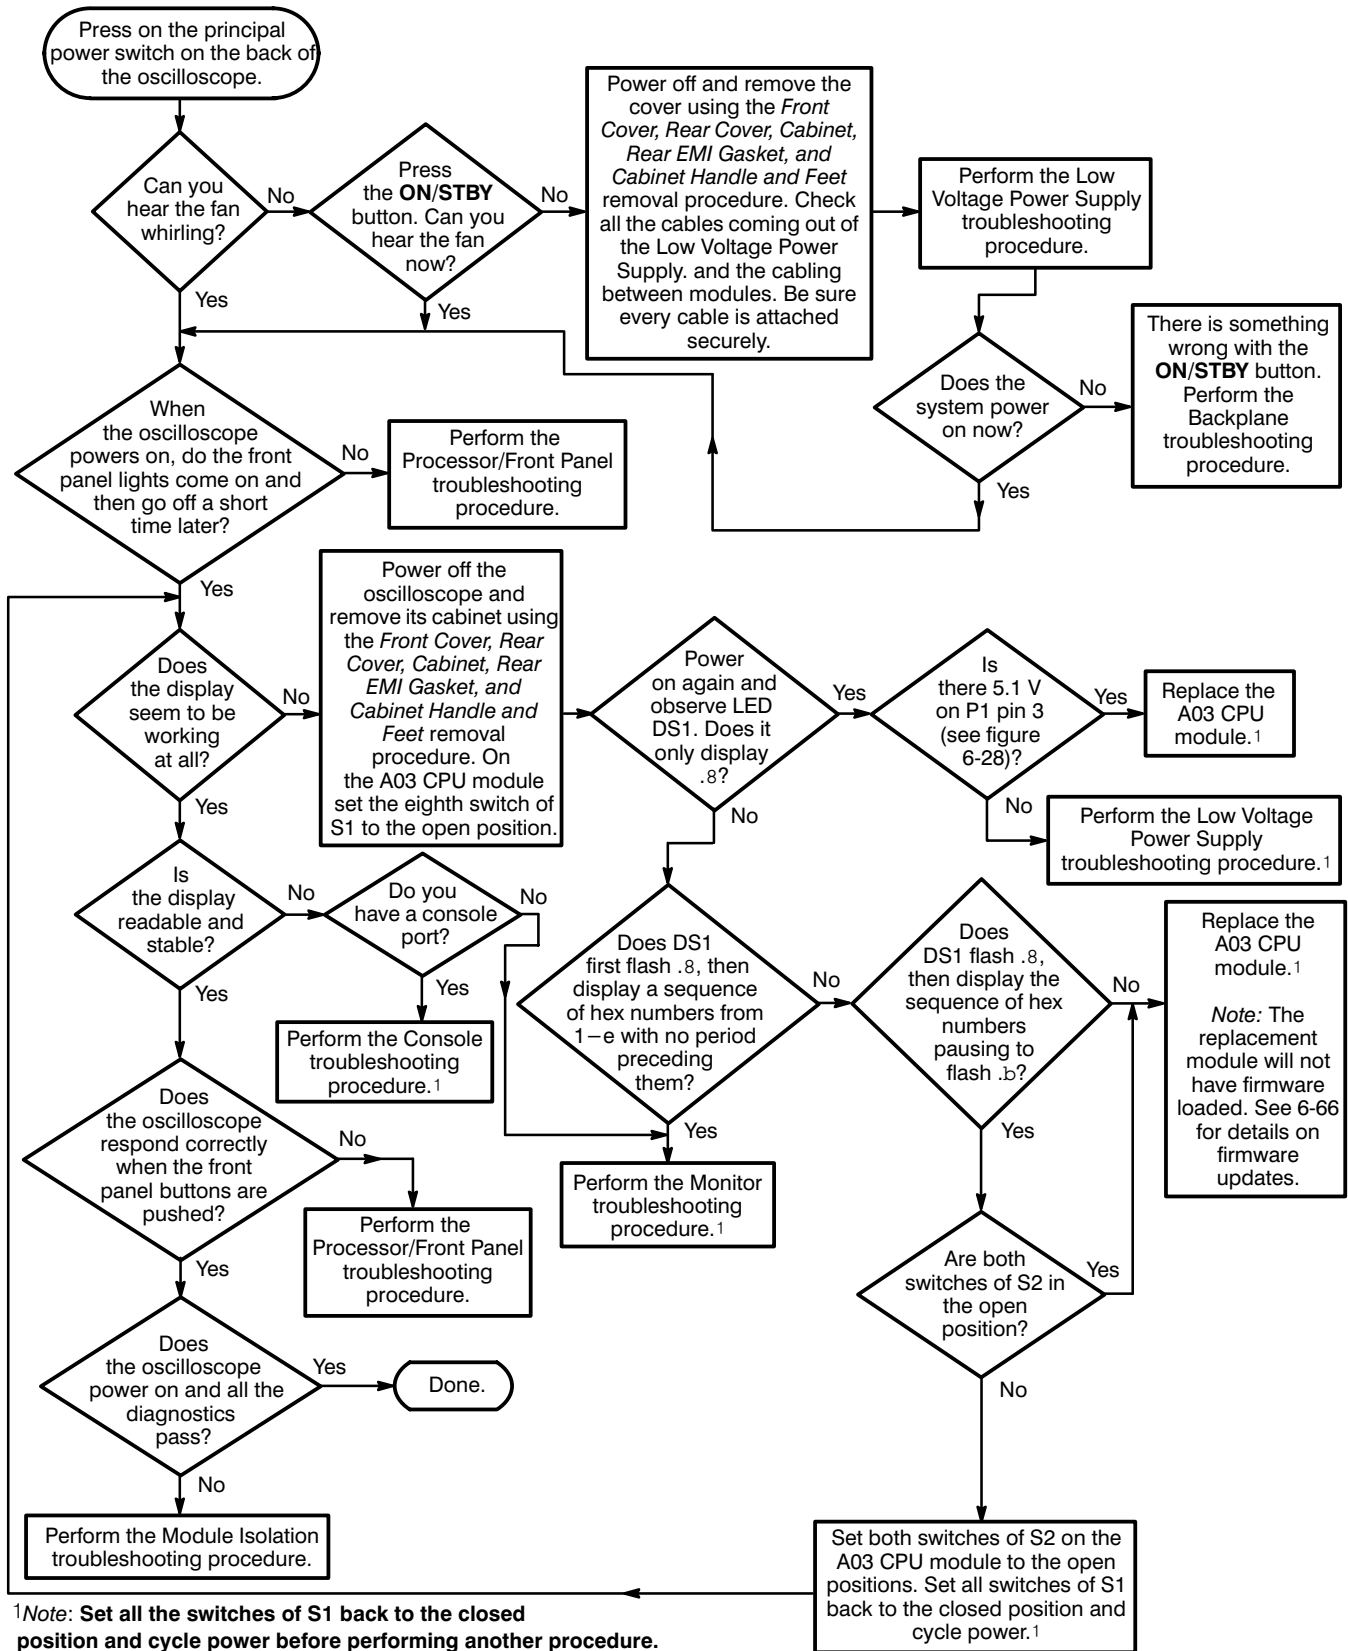 Press on the principal
power switch on the back of
the oscilloscope.
Can you
hear the fan
whirling?
No
Yes
Press
the ON/STBY
button. Can you
hear the fan
now?
No
Yes
Power off and remove the
cover using the Front
Cover, Rear Cover, Cabinet,
Rear EMI Gasket, and
Cabinet Handle and Feet
removal procedure. Check
all the cables coming out of
the Low Voltage Power
Supply. and the cabling
between modules. Be sure
every cable is attached
securely.
Perform the Low
Voltage Power Supply
troubleshooting
procedure.
Does the
system power
on now?
No
Yes
There is something
wrong with the
ON/STBY button.
Perform the
Backplane
troubleshooting
procedure.
When
the oscilloscope
powers on, do the front
panel lights come on and
then go off a short
time later?
No
Yes
Perform the
Processor/Front Panel
troubleshooting
procedure.
Does
the display
seem to be
working
at all?
No
Yes
Power off the
oscilloscope and
remove its cabinet using
the Front Cover, Rear
Cover, Cabinet, Rear
EMI Gasket, and
Cabinet Handle and
Feet removal
procedure. On
the A03 CPU module
set the eighth switch of
S1 to the open position.
Power
on again and
observe LED
DS1. Does it
only display
.8?
Yes
No
Is
there 5.1 V
on P1 pin 3
(see figure
6-28)?
Yes
No
Replace the
A03 CPU
module.1
Perform the Low Voltage
Power Supply
troubleshooting procedure.1
Is
the display
readable and
stable?
No
Yes
Do you
have a console
port?
No
Yes
Perform the Console
troubleshooting
procedure.1
Does DS1
first flash .8, then
display a sequence
of hex numbers from
1–e with no period
preceding
them?
No
Yes
Perform the Monitor
troubleshooting
procedure.1
Does
DS1 flash .8,
then display the
sequence of hex
numbers
pausing to
flash .b?
No
Yes
Replace the
A03 CPU
module.1
Note: The
replacement
module will not
have firmware
loaded. See 6-66
for details on
firmware
updates.
Does
the oscilloscope
respond correctly
when the front
panel buttons are
pushed?
No
Yes
Perform the
Processor/Front Panel
troubleshooting
procedure.
Are both
switches of S2 in
the open
position?
Yes
No
Does
the oscilloscope
power on and all the
diagnostics
pass?
Yes
No
Done.
Perform the Module Isolation
troubleshooting procedure.
Set both switches of S2 on the
A03 CPU module to the open
positions. Set all switches of S1
back to the closed position and
cycle power.1
1Note: Set all the switches of S1 back to the closed
position and cycle power before performing another procedure.